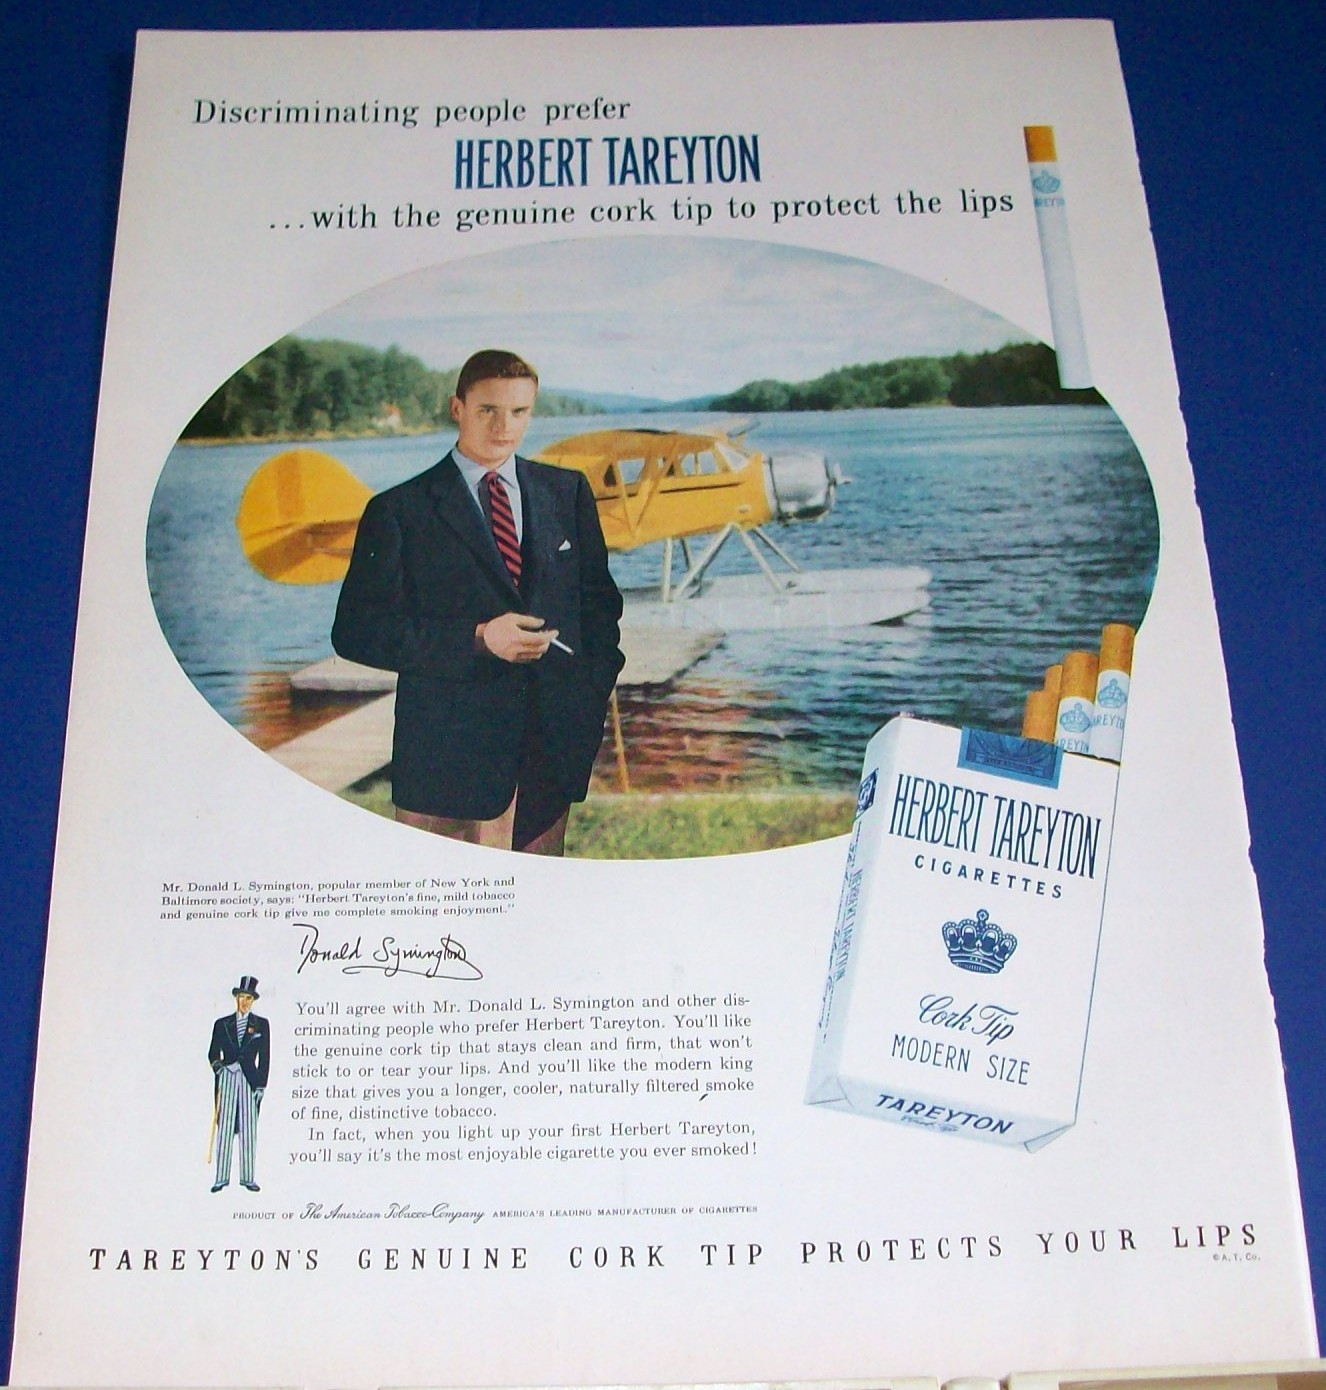 Discriminating people prefer
HERBERT TAREYTON
...with the genuine cork tip to protect the lips
HERBERT TAREYTON
CIGARETTES
Cork Tip
MODERN SIZE
TAREYTON
Mr. Donald L. Symington, popular member of New York and
Baltimore society, says: "Herbert Tareyton's fine, mild tobacco
and genuine cork tip give me complete smoking enjoyment."
Donald Symington
You'll agree with Mr. Donald L. Symington and other dis-
criminating people who prefer Herbert Tareyton. You'll like
the genuine cork tip that stays clean and firm, that won't
stick to or tear your lips. And you'll like the modern king
size that gives you a longer, cooler, naturally filtered smoke
of fine, distinctive tobacco.
In fact, when you light up your first Herbert Tareyton,
you'll say it's the most enjoyable cigarette you ever smoked!
PRODUCT OF The American Tobacco Company AMERICA'S LEADING MANUFACTURER OF CIGARETTES
TAREYTON'S GENUINE CORK TIP PROTECTS YOUR LIPS
© A. T. Co.